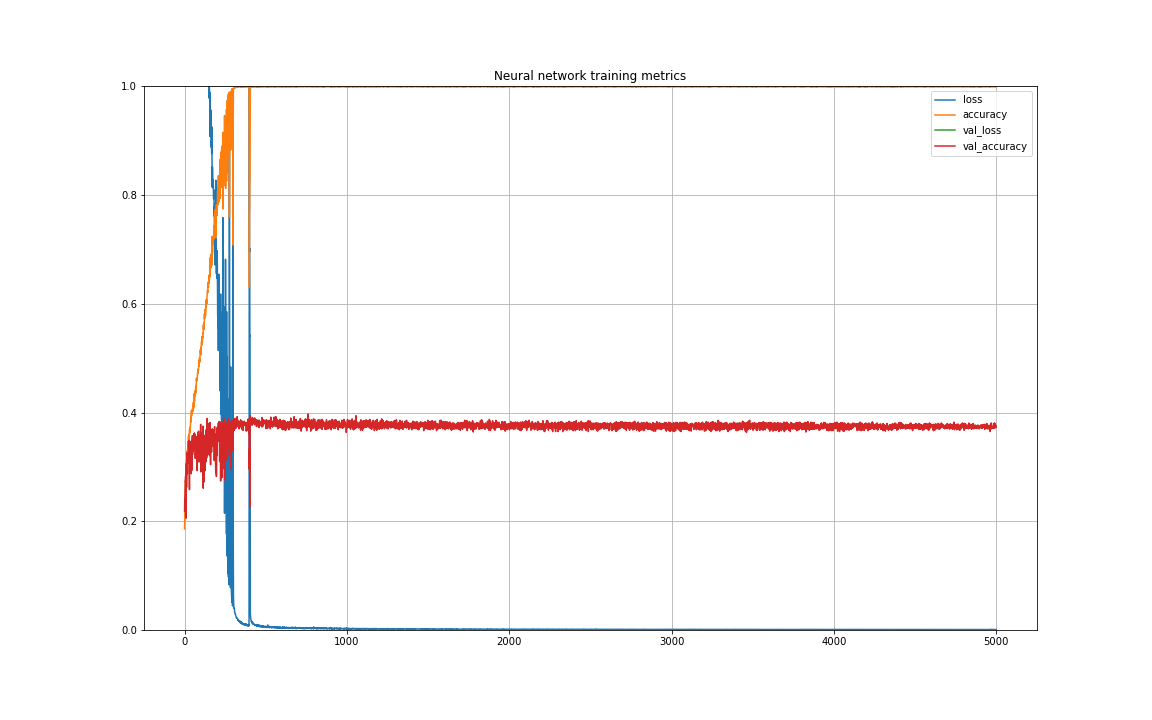 Neural network training metrics
1.0
0.8
0.6
0.4
0.2
0.0
loss
accuracy
val_loss
val_accuracy
0 1000 2000 3000 4000 5000